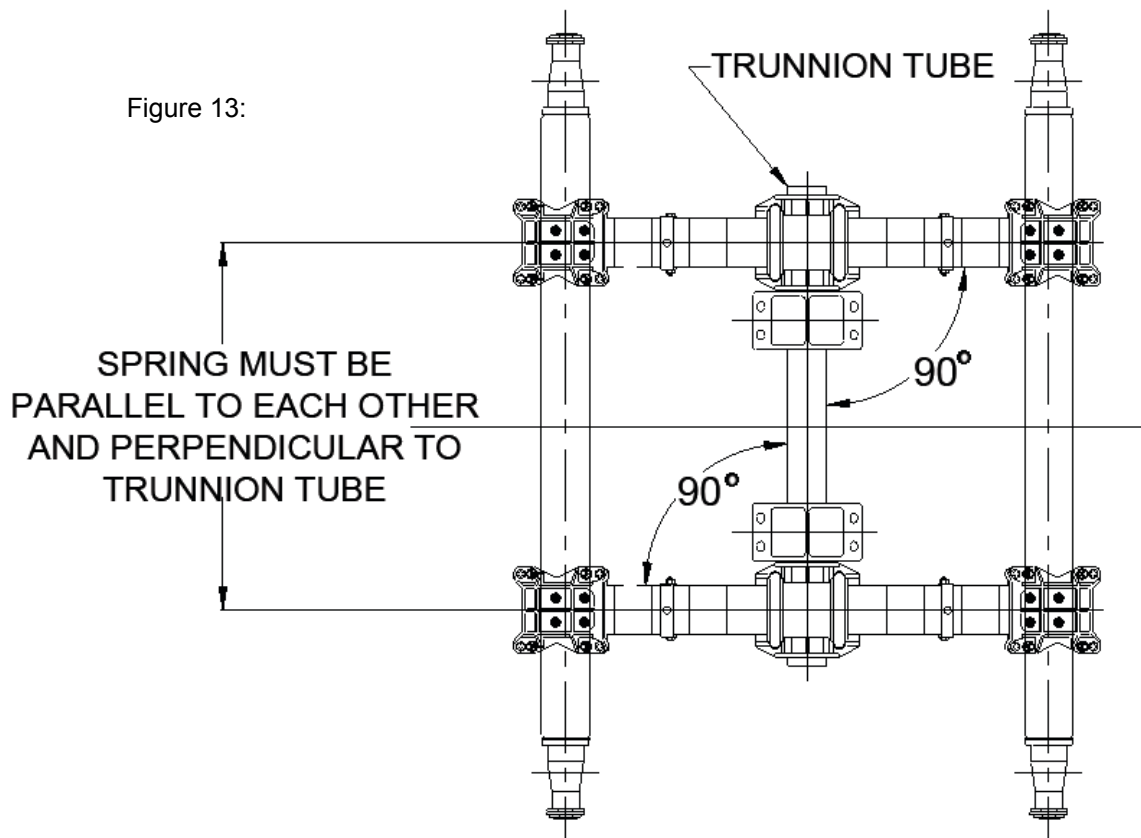 TRUNNION TUBE
Figure 13:
SPRING MUST BE
PARALLEL TO EACH OTHER
AND PERPENDICULAR TO
TRUNNION TUBE
90°
90°